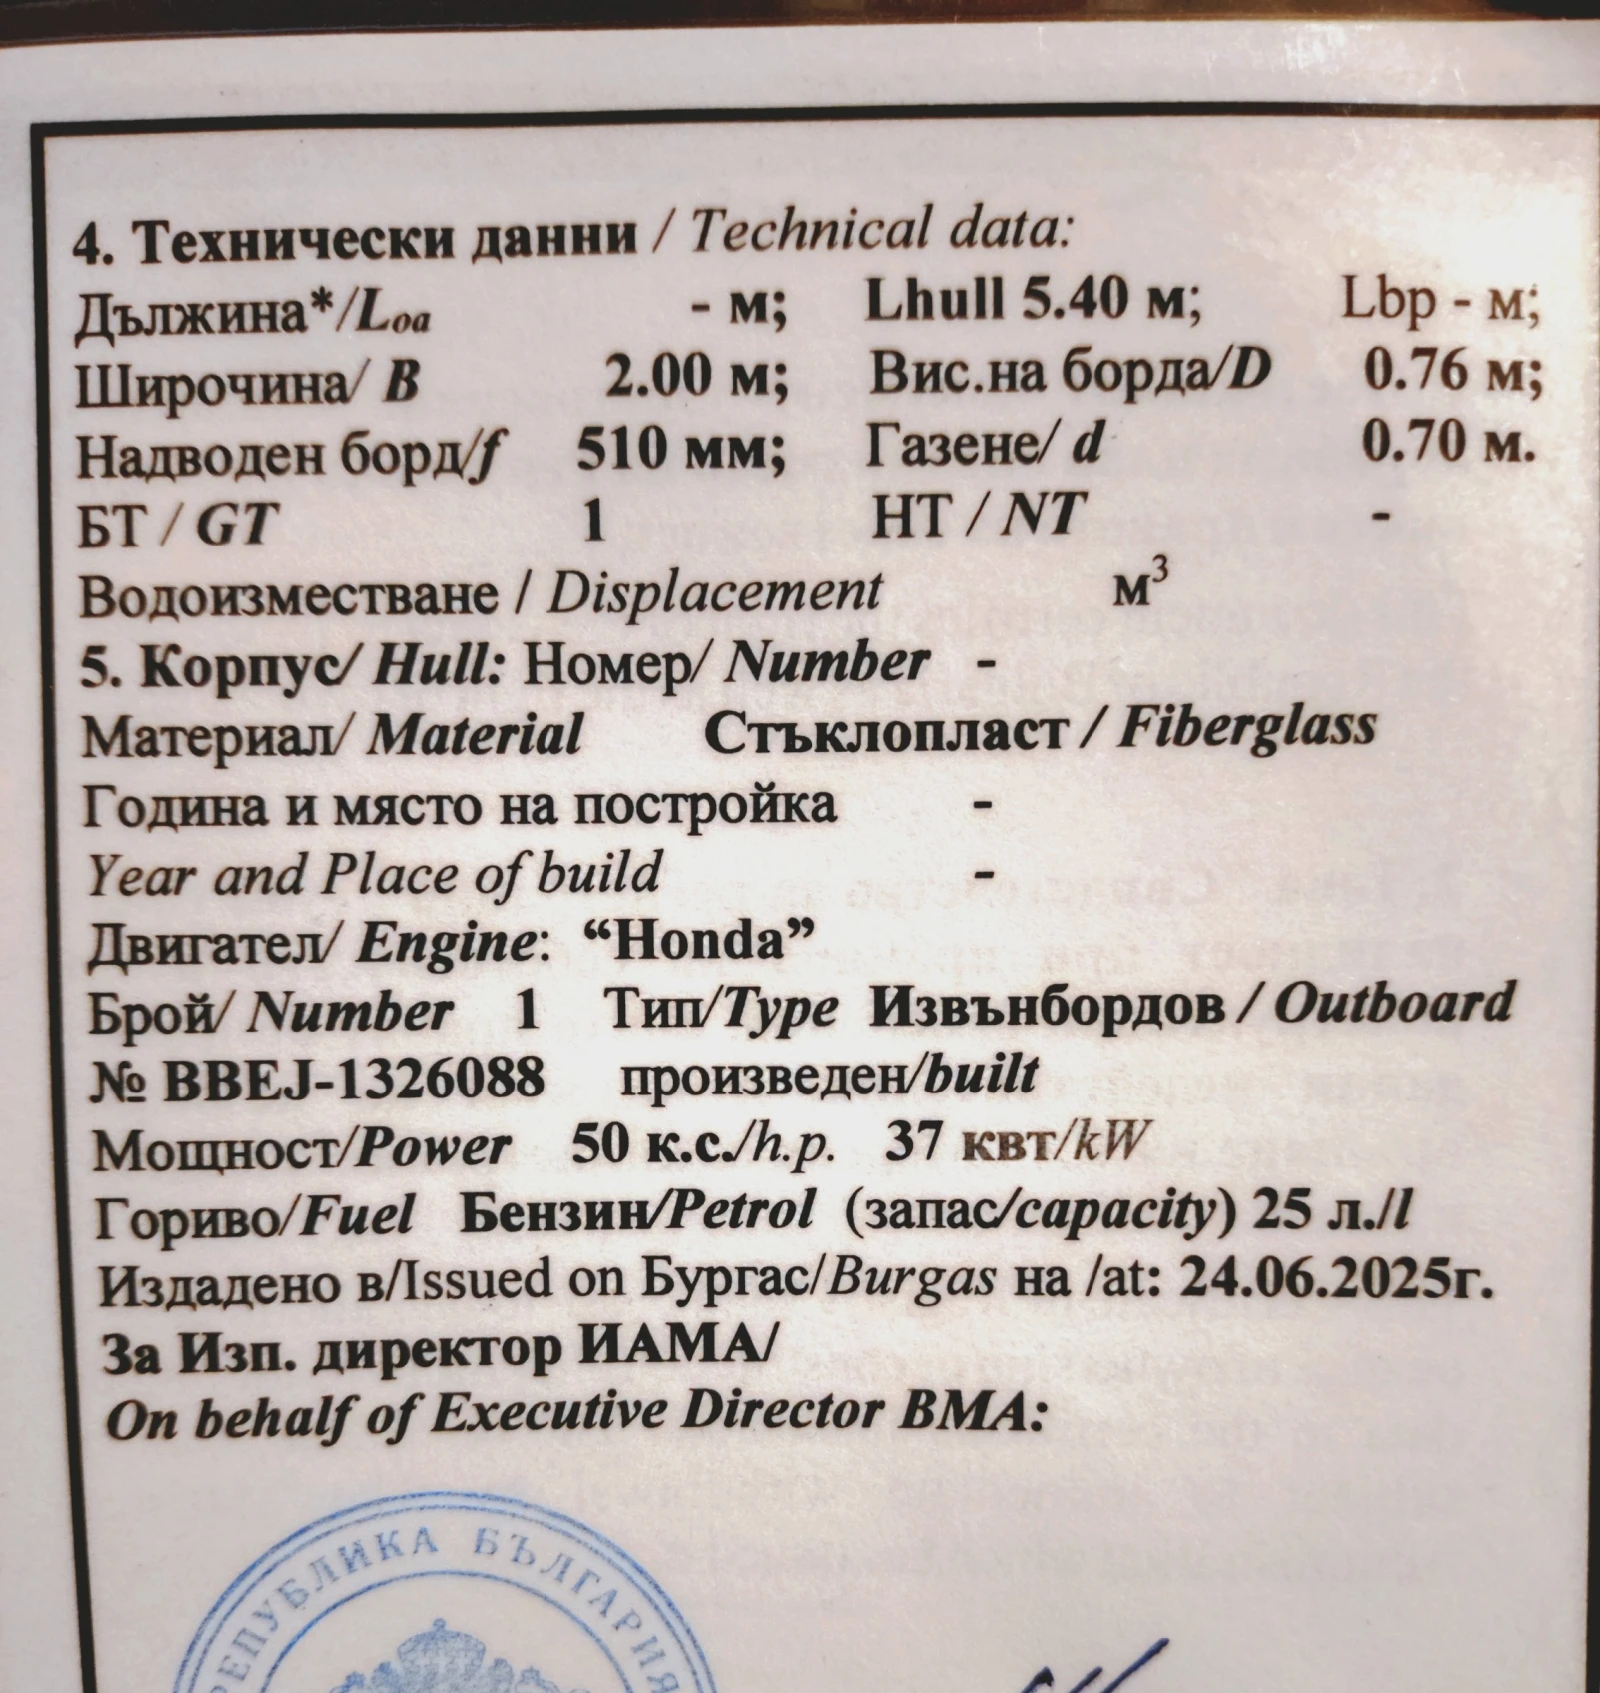 4. Технически данни / Technical data:
Дължина*/Loa - м; Lhull 5.40 м; Lbp - м;
Широчина/ B 2.00 м; Вис.на борда/D 0.76 м;
Надводен борд/f 510 мм; Газене/ d 0.70 м.
БТ / GT 1 НТ / NT -
Водоизместване / Displacement м³
5. Корпус/ Hull: Номер/ Number -
Материал/ Material Стъклопласт / Fiberglass
Година и място на постройка -
Year and Place of build -
Двигател/ Engine: “Honda”
Брой/ Number 1 Тип/Type Извънбордов / Outboard
№ BBEJ-1326088 произведен/built
Мощност/Power 50 к.с./h.p. 37 квт/kW
Гориво/Fuel Бензин/Petrol (запас/capacity) 25 л./l
Издадено в/Issued on Бургас/Burgas на /at: 24.06.2025г.
За Изп. директор ИАМА/
On behalf of Executive Director BMA:
РЕПУБЛИКА БЪЛГАРИЯ